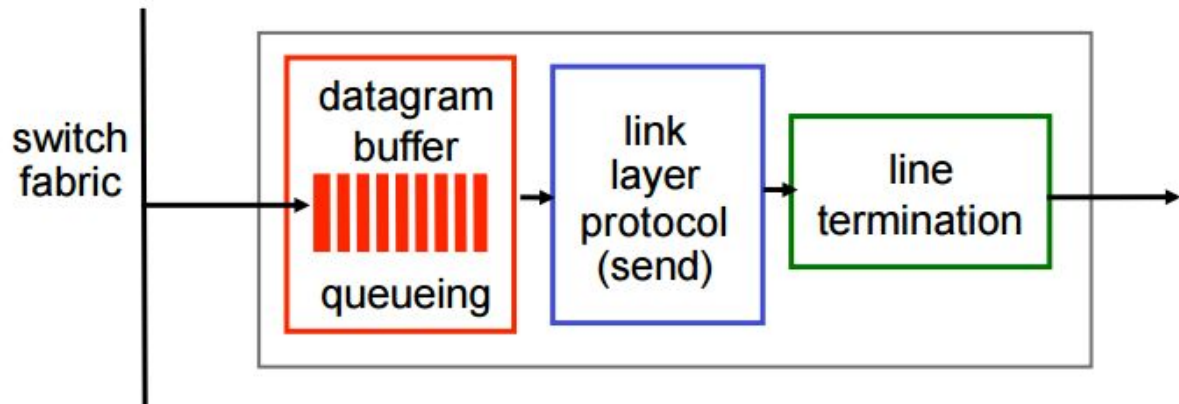 switch
fabric
datagram
buffer
queueing
link
layer
protocol
(send)
line
termination